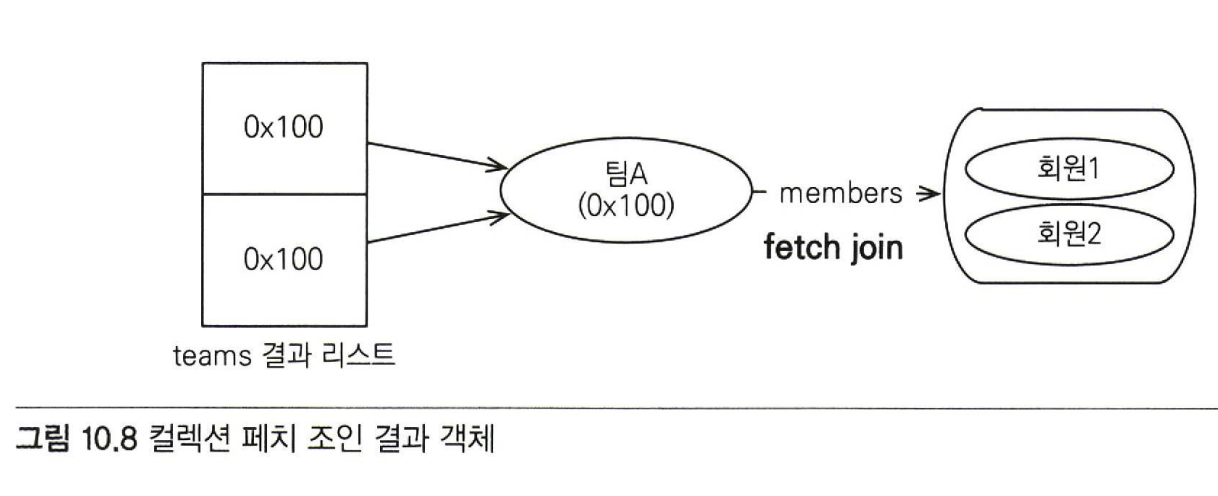 0x100
0x100
teams 결과 리스트
팀A
(0x100)
members
fetch join
회원1
회원2
그림 10.8 컬렉션 페치 조인 결과 객체